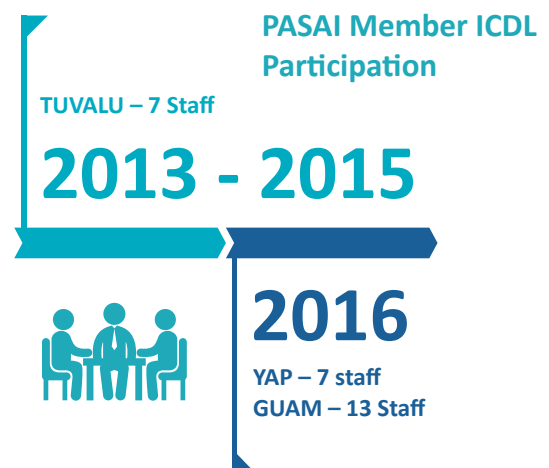 PASAI Member ICDL
Participation
TUVALU – 7 Staff
2013 - 2015
2016
YAP – 7 staff
GUAM – 13 Staff